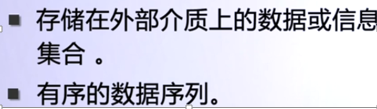 存储在外部介质上的数据或信息
集合 。
有序的数据序列。